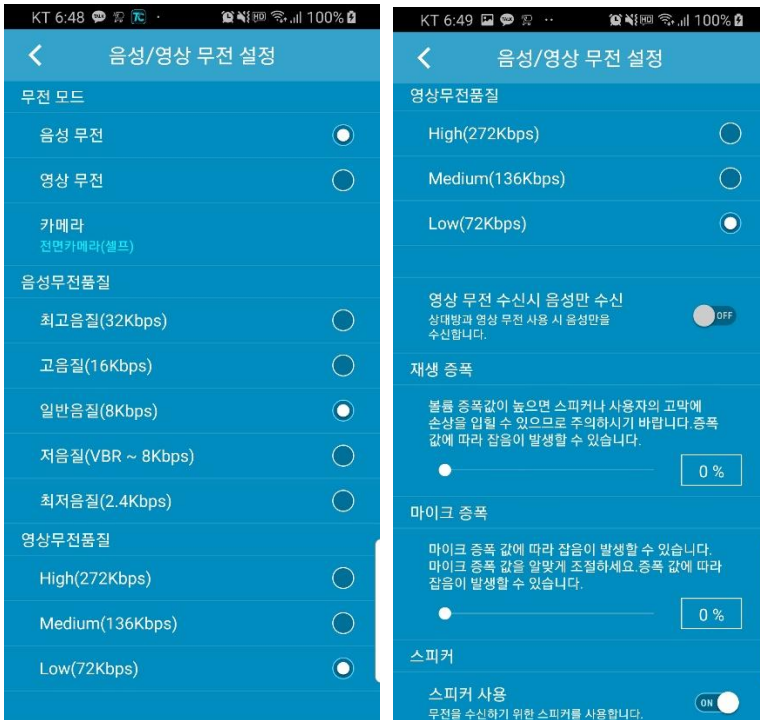 KT 6:48 100%
음성/영상 무전 설정
무전 모드
음성 무전
영상 무전
카메라
전면카메라(셀프)
음성무전품질
최고음질(32Kbps)
고음질(16Kbps)
일반음질(8Kbps)
저음질(VBR ~ 8Kbps)
최저음질(2.4Kbps)
영상무전품질
High(272Kbps)
Medium(136Kbps)
Low(72Kbps)
KT 6:49 100%
음성/영상 무전 설정
영상무전품질
High(272Kbps)
Medium(136Kbps)
Low(72Kbps)
영상 무전 수신시 음성만 수신
상대방과 영상 무전 사용 시 음성만을
수신합니다.
OFF
재생 증폭
볼륨 증폭값이 높으면 스피커나 사용자의 고막에
손상을 입힐 수 있으므로 주의하시기 바랍니다.증폭
값에 따라 잡음이 발생할 수 있습니다.
0 %
마이크 증폭
마이크 증폭 값에 따라 잡음이 발생할 수 있습니다.
마이크 증폭 값을 알맞게 조절하세요.증폭 값에 따라
잡음이 발생할 수 있습니다.
0 %
스피커
스피커 사용
무전을 수신하기 위한 스피커를 사용합니다.
ON